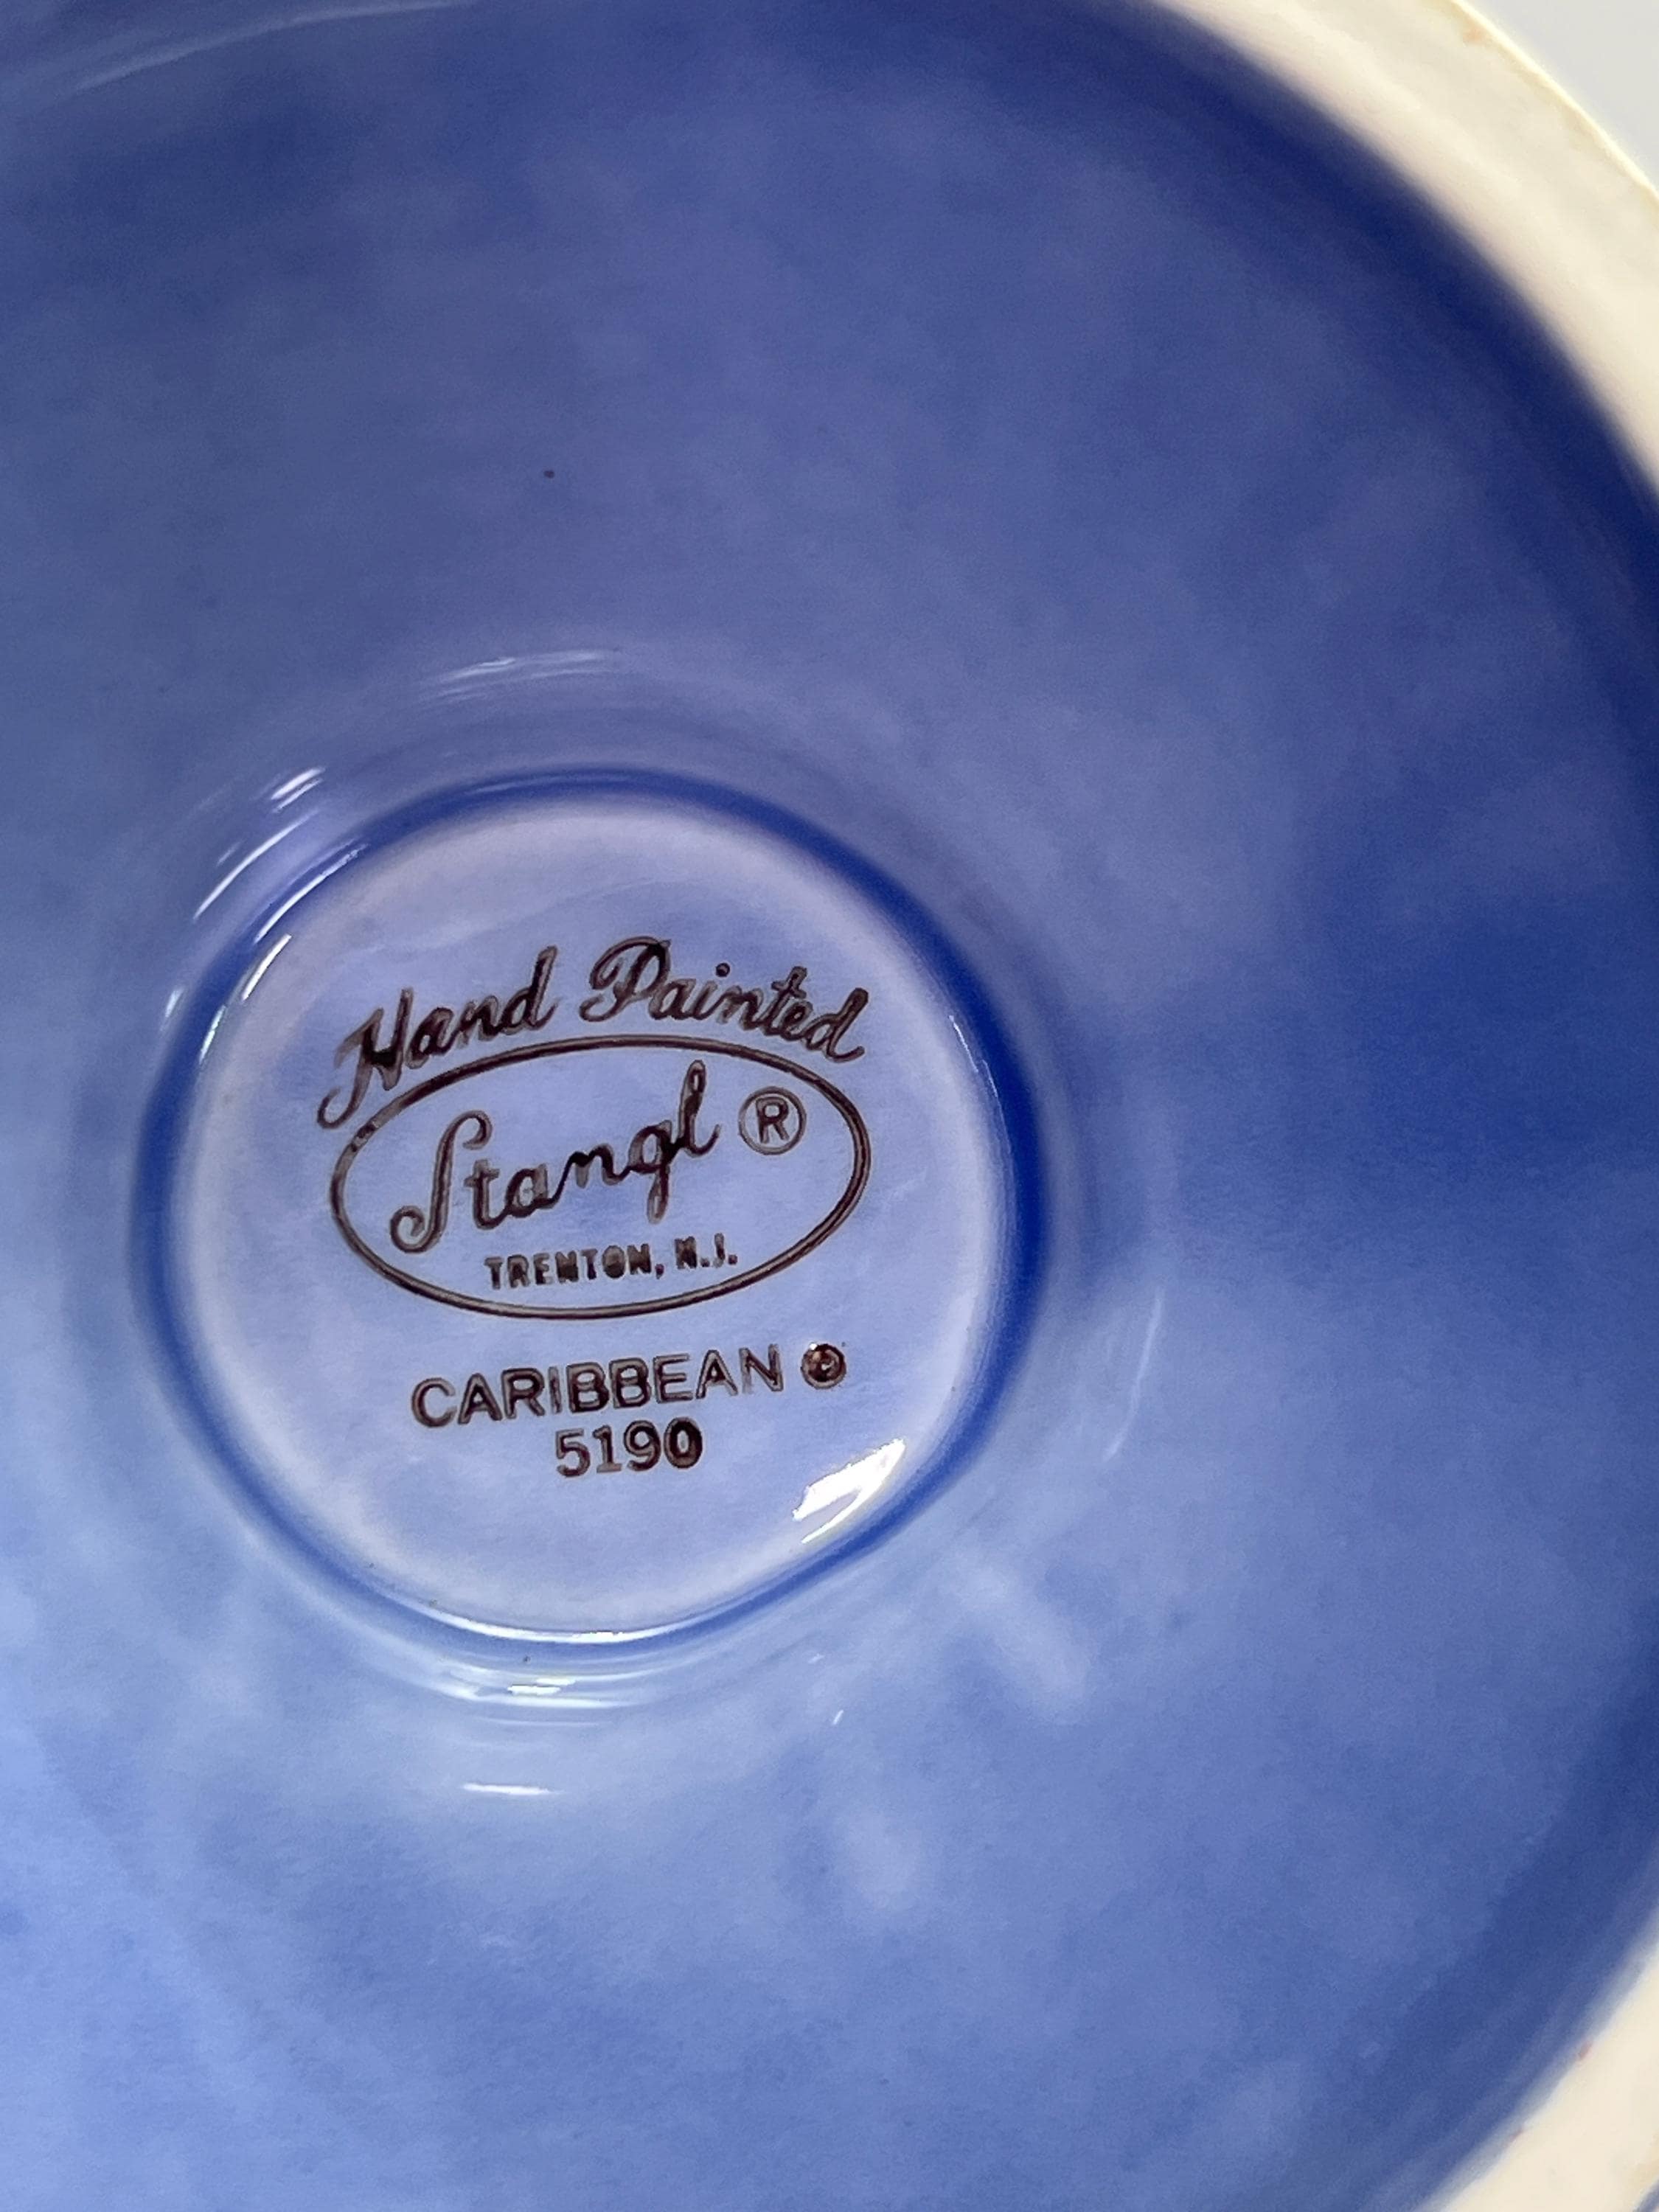 Hand Painted
Stangl ®
TRENTON, N.J.
CARIBBEAN ©
5190